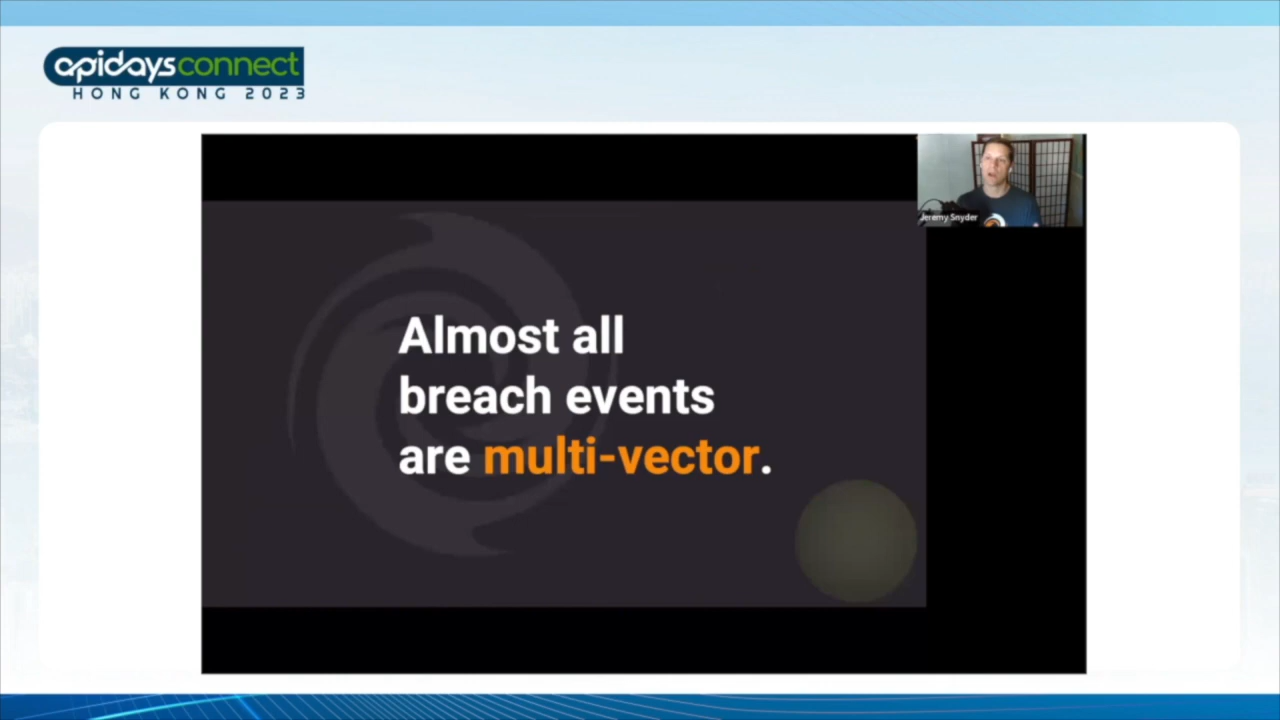 apidays connect
HONG KONG 2023
Jeremy Snyder
Almost all
breach events
are multi-vector.